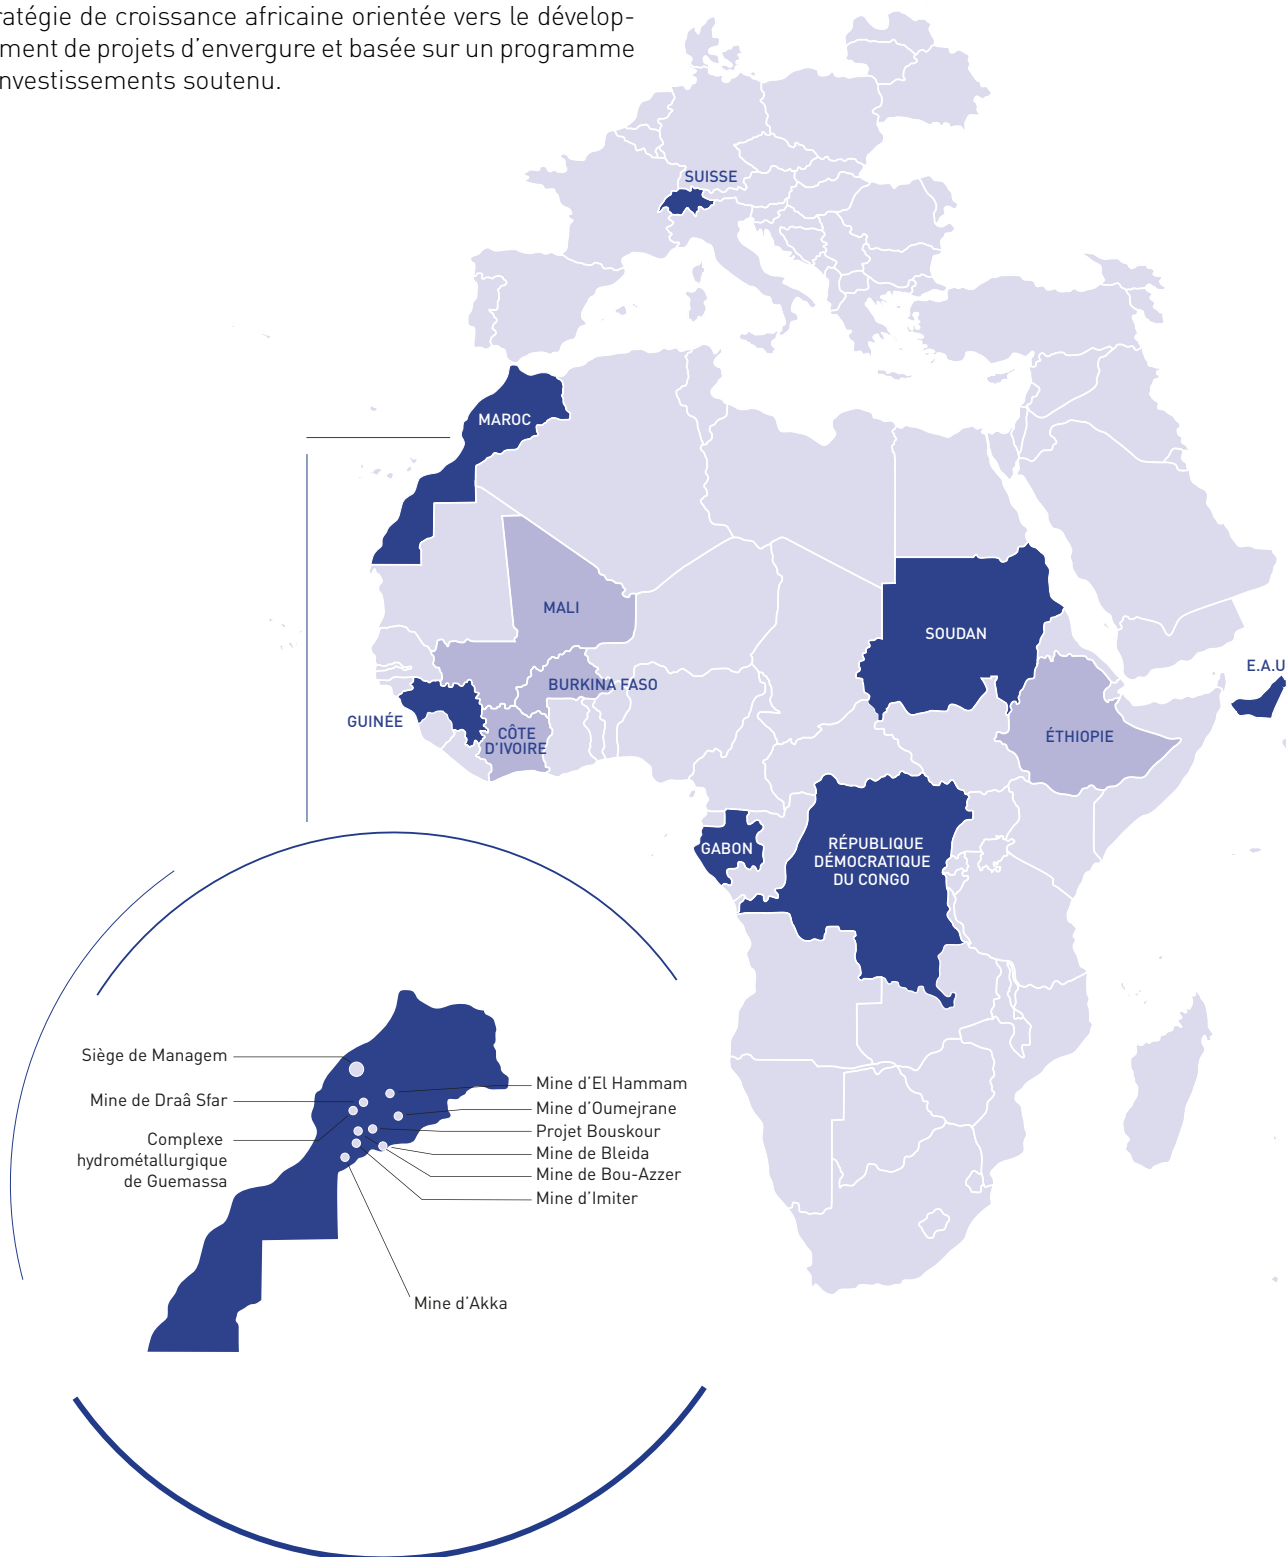 ratégie de croissance africaine orientée vers le dévelop-
ment de projets d'envergure et basée sur un programme
nvestissements soutenu.
SUISSE
MAROC
MALI
SOUDAN
E.A.U
BURKINA FASO
GUINÉE
CÔTE
D'IVOIRE
ÉTHIOPIE
GABON
RÉPUBLIQUE
DÉMOCRATIQUE
DU CONGO
Siège de Managem
Mine de Draâ Sfar
Complexe
hydrométallurgique
de Guemassa
Mine d'El Hammam
Mine d'Oumejrane
Projet Bouskour
Mine de Bleida
Mine de Bou-Azzer
Mine d'Imiter
Mine d'Akka